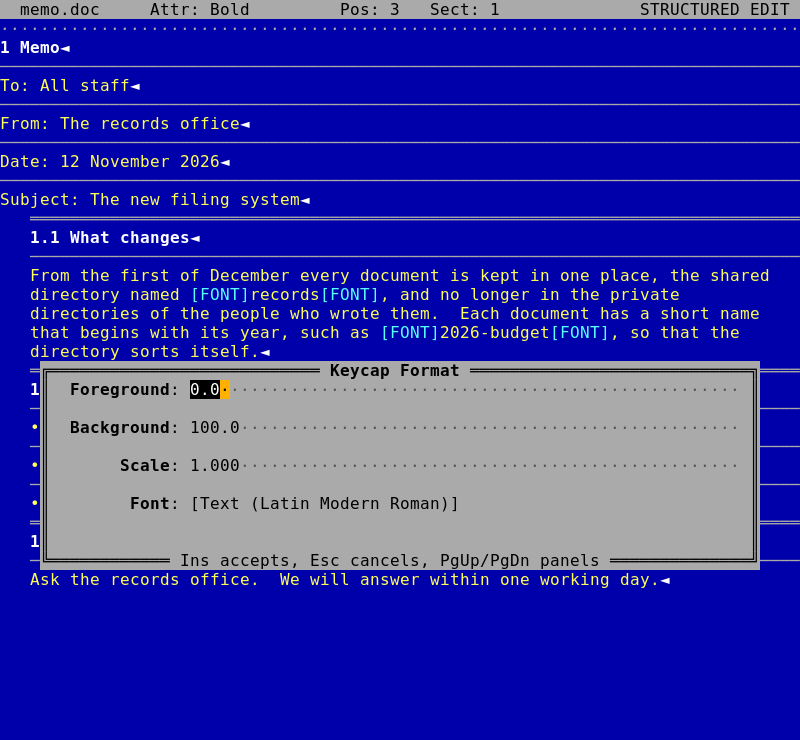 memo.doc Attr: Bold Pos: 3 Sect: 1 STRUCTURED EDIT
1 Memo◄
To: All staff◄
From: The records office◄
Date: 12 November 2026◄
Subject: The new filing system◄
1.1 What changes◄
From the first of December every document is kept in one place, the shared
directory named [FONT]records[FONT], and no longer in the private
directories of the people who wrote them.  Each document has a short name
that begins with its year, such as [FONT]2026-budget[FONT], so that the
directory sorts itself.◄
Keycap Format
1 Foreground: 0.0
• Background: 100.0
• Scale: 1.000
• Font: [Text (Latin Modern Roman)]
1
Ins accepts, Esc cancels, PgUp/PgDn panels
Ask the records office.  We will answer within one working day.◄